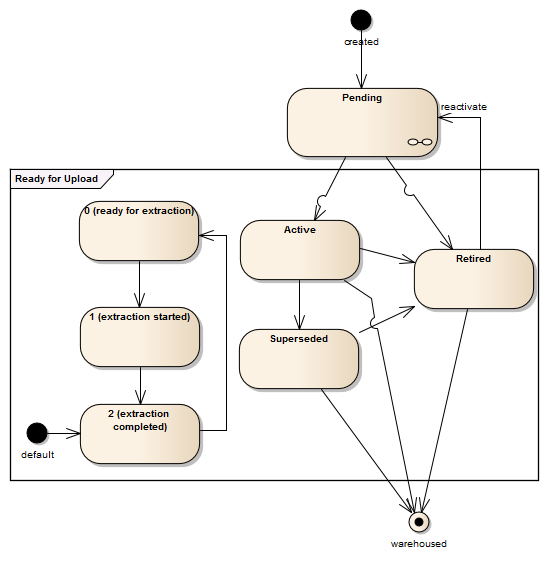 created
Pending
reactivate
Ready for Upload
0 (ready for extraction)
Active
Retired
1 (extraction started)
Superseded
2 (extraction
completed)
default
warehoused